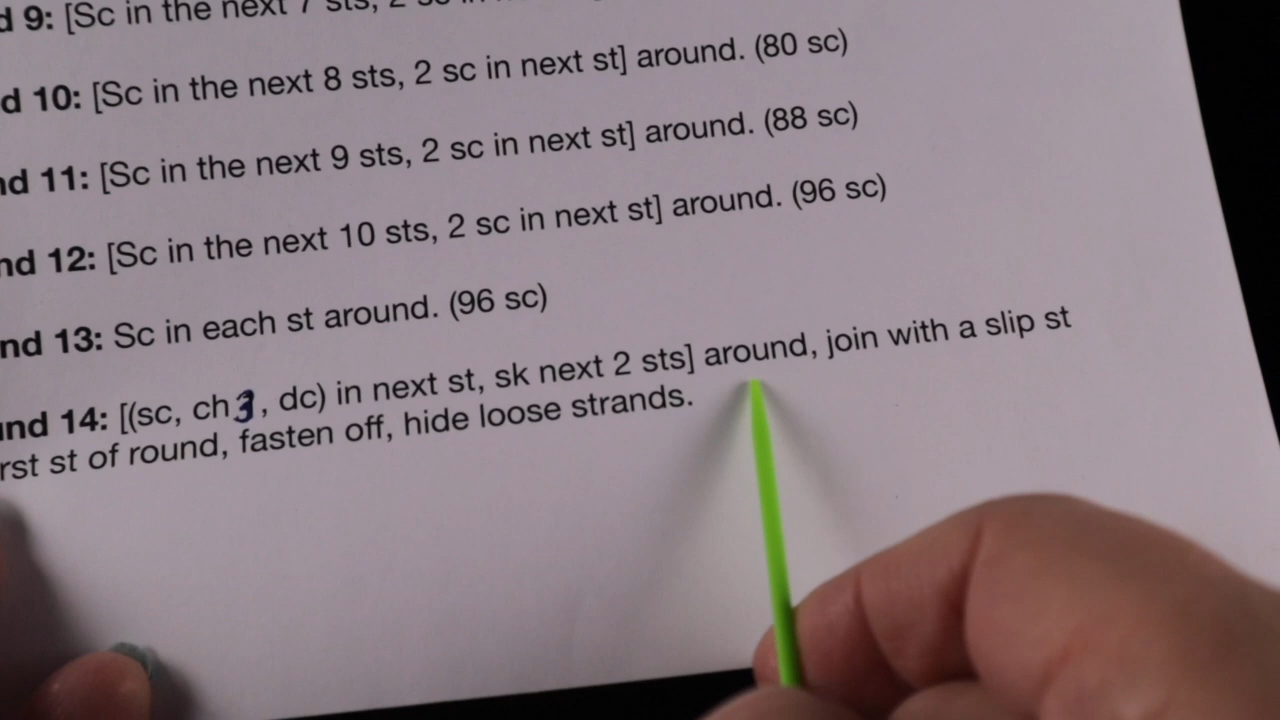 d 9: [Sc in the next 7 sts, 2 sc in
d 10: [Sc in the next 8 sts, 2 sc in next st] around. (80 sc)
nd 11: [Sc in the next 9 sts, 2 sc in next st] around. (88 sc)
nd 12: [Sc in the next 10 sts, 2 sc in next st] around. (96 sc)
nd 13: Sc in each st around. (96 sc)
und 14: [(sc, ch 3, dc) in next st, sk next 2 sts] around, join with a slip st
rst st of round, fasten off, hide loose strands.